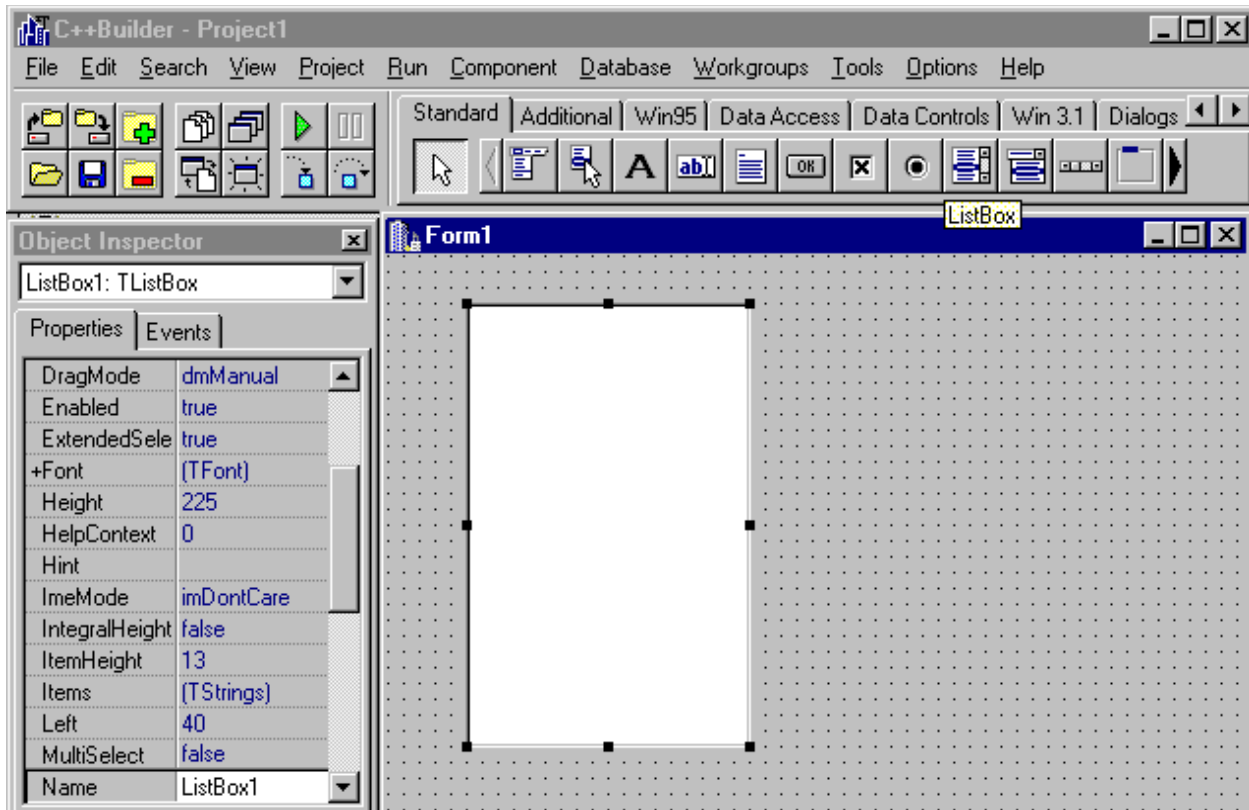 C++Builder - Project1
File Edit Search View Project Run Component Database Workgroups Tools Options Help
Standard Additional Win95 Data Access Data Controls Win 3.1 Dialogs
A ab OK
ListBox
Object Inspector
ListBox1: TListBox
Properties Events
DragMode dmManual
Enabled true
ExtendedSele true
+Font (TFont)
Height 225
HelpContext 0
Hint
ImeMode imDontCare
IntegralHeight false
ItemHeight 13
Items (TStrings)
Left 40
MultiSelect false
Name ListBox1
Form1